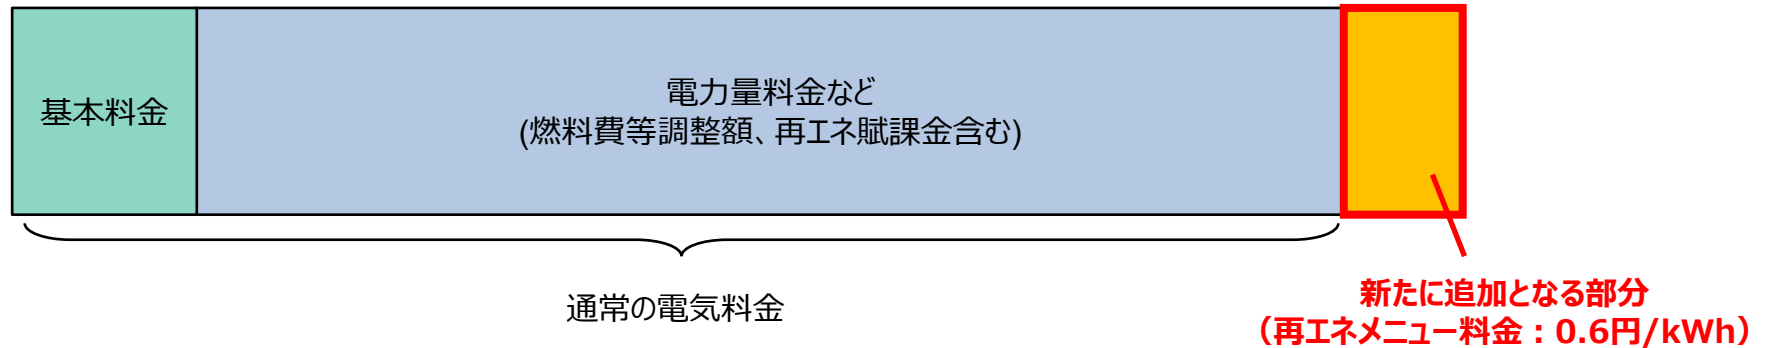 基本料金
電力量料金など
(燃料費等調整額、再エネ賦課金含む)
通常の電気料金
新たに追加となる部分
（再エネメニュー料金：0.6円/kWh）